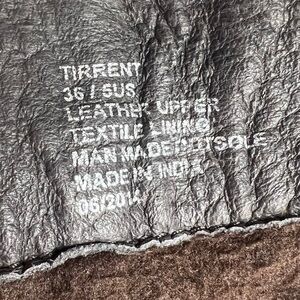 TIRRENT
36 / 5US
LEATHER UPPER
TEXTILE LINING
MAN MADE OUTSOLE
MADE IN INDIA
06/2014